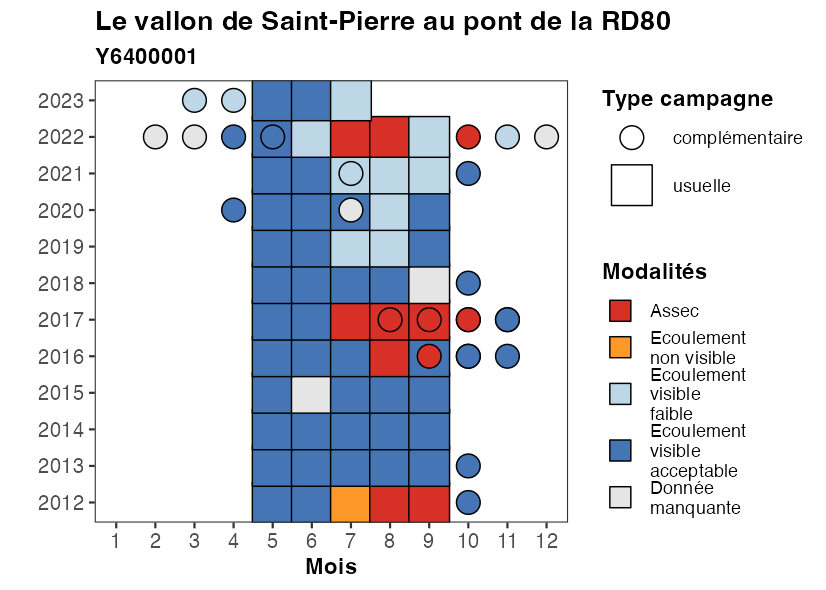 Le vallon de Saint-Pierre au pont de la RD80
Y6400001
2023
2022
2021
2020
2019
2018
2017
2016
2015
2014
2013
2012
1 2 3 4 5 6 7 8 9 10 11 12
Mois
Type campagne
complémentaire
usuelle
Modalités
Assec
Ecoulement
non visible
Ecoulement
visible
faible
Ecoulement
visible
acceptable
Donnée
manquante